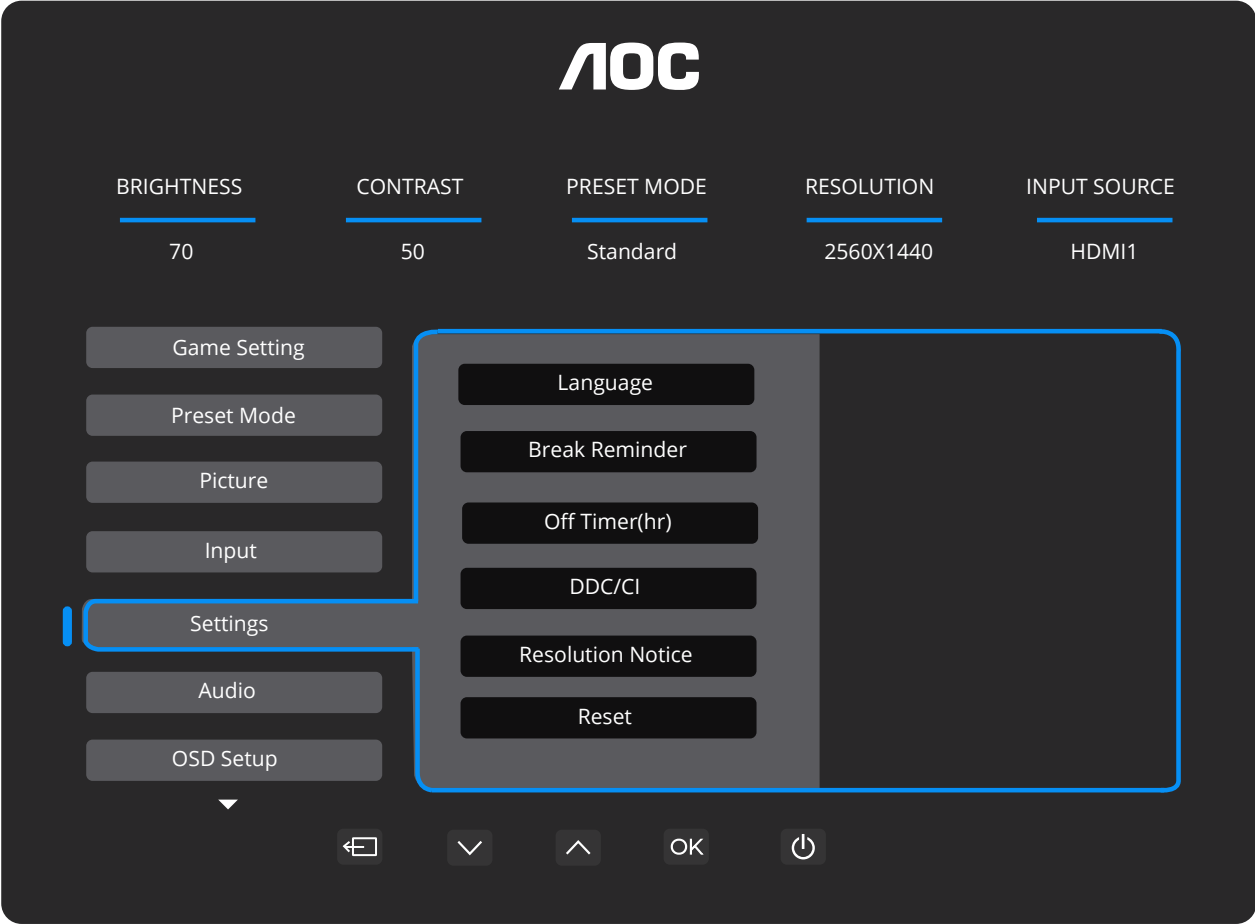 AOC
BRIGHTNESS CONTRAST PRESET MODE RESOLUTION INPUT SOURCE
70 50 Standard 2560X1440 HDMI1
Game Setting
Preset Mode
Picture
Input
Settings
Audio
OSD Setup
Language
Break Reminder
Off Timer(hr)
DDC/CI
Resolution Notice
Reset
OK